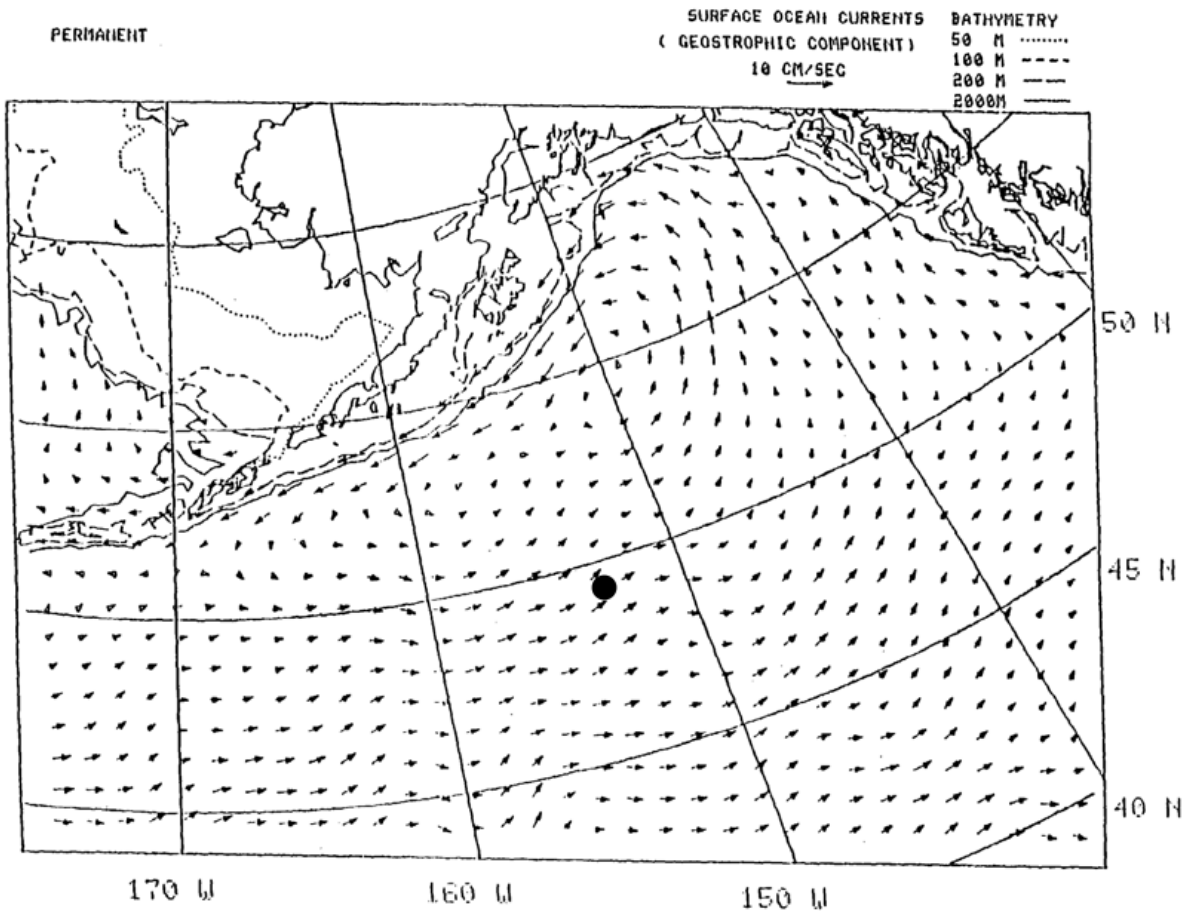 PERMANENT
SURFACE OCEAN CURRENTS
( GEOSTROPHIC COMPONENT)
10 CM/SEC
BATHYMETRY
50 M
100 M
200 M
2000M
50 N
45 N
40 N
170 W
160 W
150 W